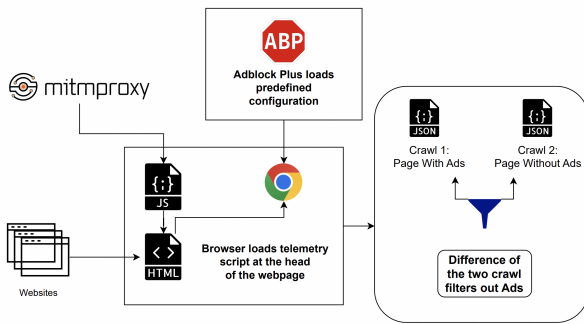 ABP
Adblock Plus loads
predefined
configuration
mitmproxy
{;}
JSON
{;}
JSON
Crawl 1:
Page With Ads
Crawl 2:
Page Without Ads
{;}
JS
< >
HTML
Browser loads telemetry
script at the head
of the webpage
Websites
Difference of
the two crawl
filters out Ads